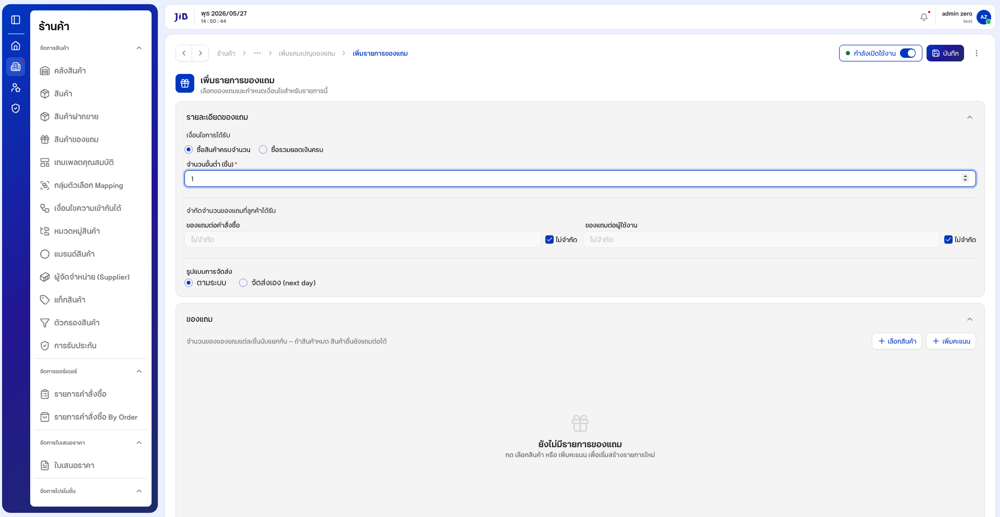 ร้านค้า
จัดการสินค้า
คลังสินค้า
สินค้า
สินค้าฝากขาย
สินค้าของแถม
เทมเพลตคุณสมบัติ
กลุ่มตัวเลือก Mapping
เงื่อนไขความเข้ากันได้
หมวดหมู่สินค้า
แบรนด์สินค้า
ผู้จัดจำหน่าย (Supplier)
แท็กสินค้า
ตัวกรองสินค้า
การรับประกัน
จัดการออร์เดอร์
รายการคำสั่งซื้อ
รายการคำสั่งซื้อ By Order
จัดการใบเสนอราคา
ใบเสนอราคา
จัดการโปรโมชั่น
JIB
พุธ 2026/05/27
14 : 50 : 44
admin zero
test
AZ
ร้านค้า > ··· > เพิ่มแคมเปญของแถม > เพิ่มรายการของแถม
กำลังเปิดใช้งาน
บันทึก
เพิ่มรายการของแถม
เลือกของแถมและกำหนดเงื่อนไขสำหรับรายการนี้
รายละเอียดของแถม
เงื่อนไขการได้รับ
ซื้อสินค้าครบจำนวน ซื้อรวมยอดเงินครบ
จำนวนขั้นต่ำ (ชิ้น) *
1
จำกัดจำนวนของแถมที่ลูกค้าได้รับ
ของแถมต่อคำสั่งซื้อ
ไม่จำกัด ไม่จำกัด
ของแถมต่อผู้ใช้งาน
ไม่จำกัด ไม่จำกัด
รูปแบบการจัดส่ง
ตามระบบ จัดส่งเอง (next day)
ของแถม
จำนวนของของแถมแต่ละชิ้นนับแยกกัน — ถ้าสินค้าหมด สินค้าอื่นยังแถมต่อได้
เลือกสินค้า
เพิ่มคะแนน
ยังไม่มีรายการของแถม
กด เลือกสินค้า หรือ เพิ่มคะแนน เพื่อเริ่มสร้างรายการใหม่